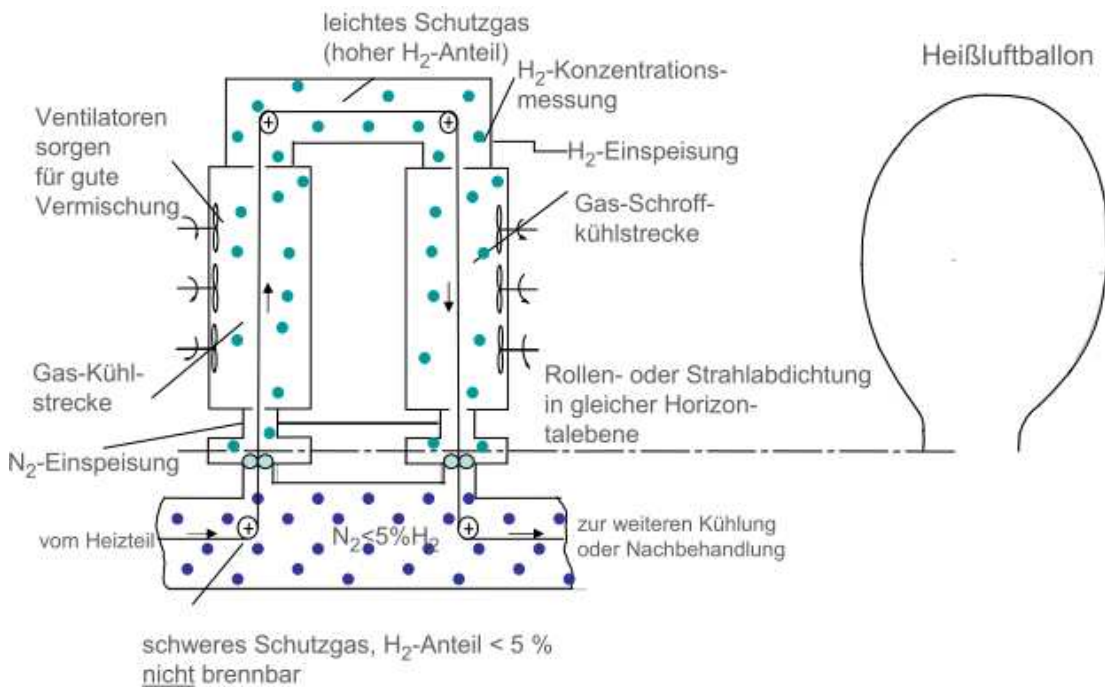 leichtes Schutzgas
(hoher H₂-Anteil)
Heißluftballon
H₂-Konzentrations-
messung
Ventilatoren
sorgen
für gute
Vermischung
H₂-Einspeisung
Gas-Schroff-
kühlstrecke
Gas-Kühl-
strecke
Rollen- oder Strahlabdichtung
in gleicher Horizon-
talebene
N₂-Einspeisung
vom Heizteil
N₂<5%H₂
zur weiteren Kühlung
oder Nachbehandlung
schweres Schutzgas, H₂-Anteil < 5 %
nicht brennbar